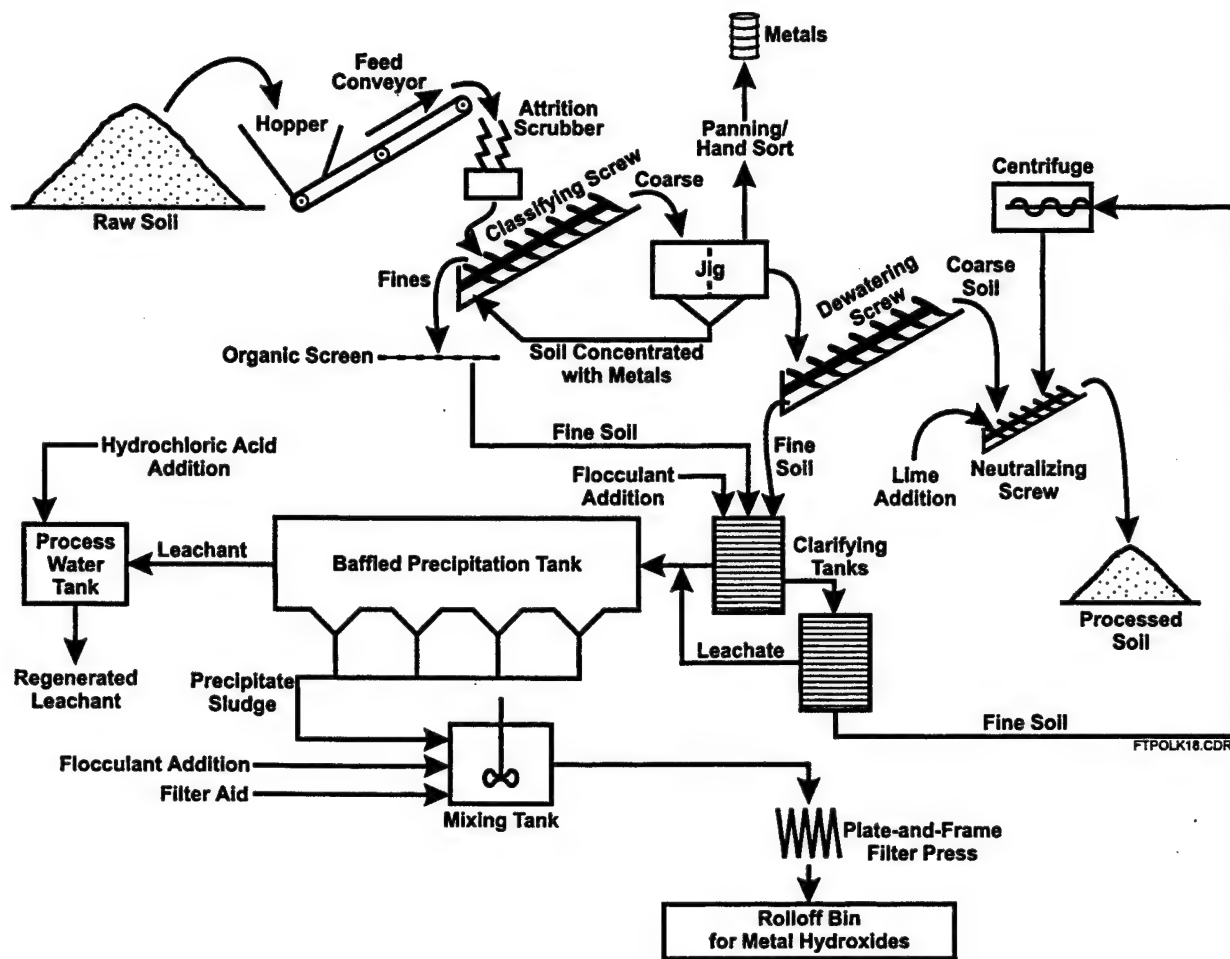 Metals
Feed
Conveyor
Hopper
Attrition
Scrubber
Panning/
Hand Sort
Raw Soil
Classifying Screw
Coarse
Centrifuge
Fines
Jig
Dewatering
Screw
Coarse
Soil
Organic Screen
Soil Concentrated
with Metals
Hydrochloric Acid
Addition
Fine Soil
Flocculant
Addition
Fine
Soil
Lime
Addition
Neutralizing
Screw
Process
Water
Tank
Leachant
Baffled Precipitation Tank
Clarifying
Tanks
Processed
Soil
Regenerated
Leachant
Precipitate
Sludge
Leachate
Fine Soil
FTPOLK18.CDR
Flocculant Addition
Filter Aid
Mixing Tank
Plate-and-Frame
Filter Press
Rolloff Bin
for Metal Hydroxides